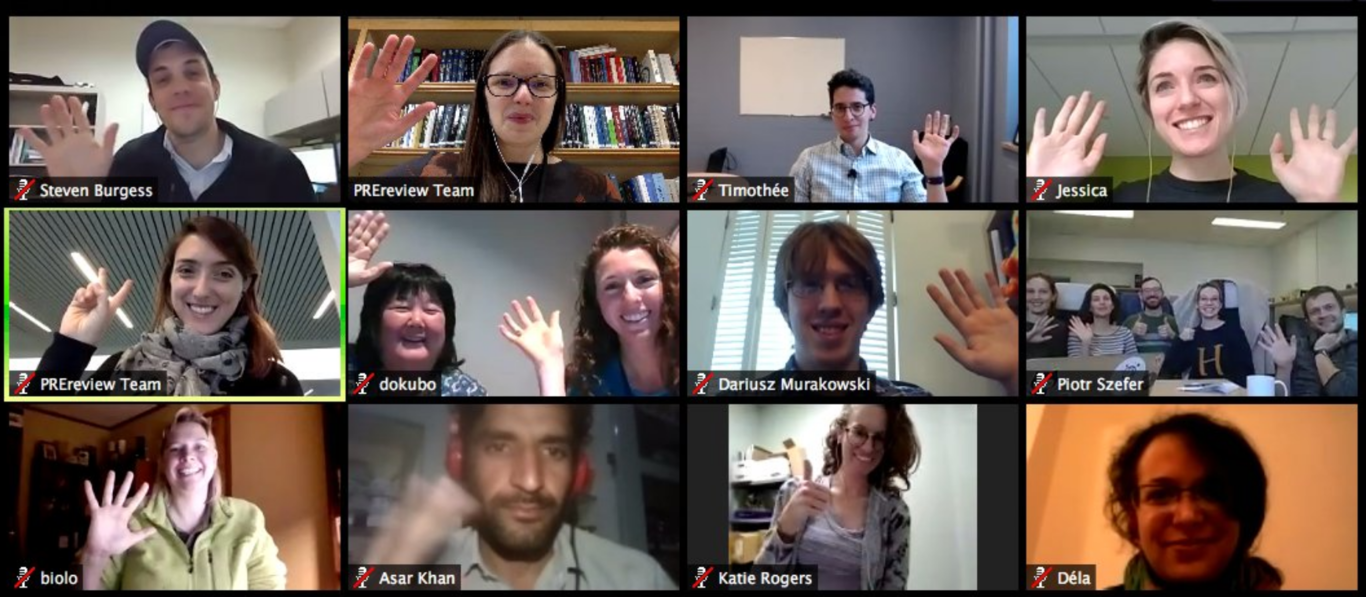 Steven Burgess
PREreview Team
Timothée
Jessica
PREreview Team
dokubo
Dariusz Murakowski
Piotr Szefer
H
biolo
Asar Khan
Katie Rogers
Déla